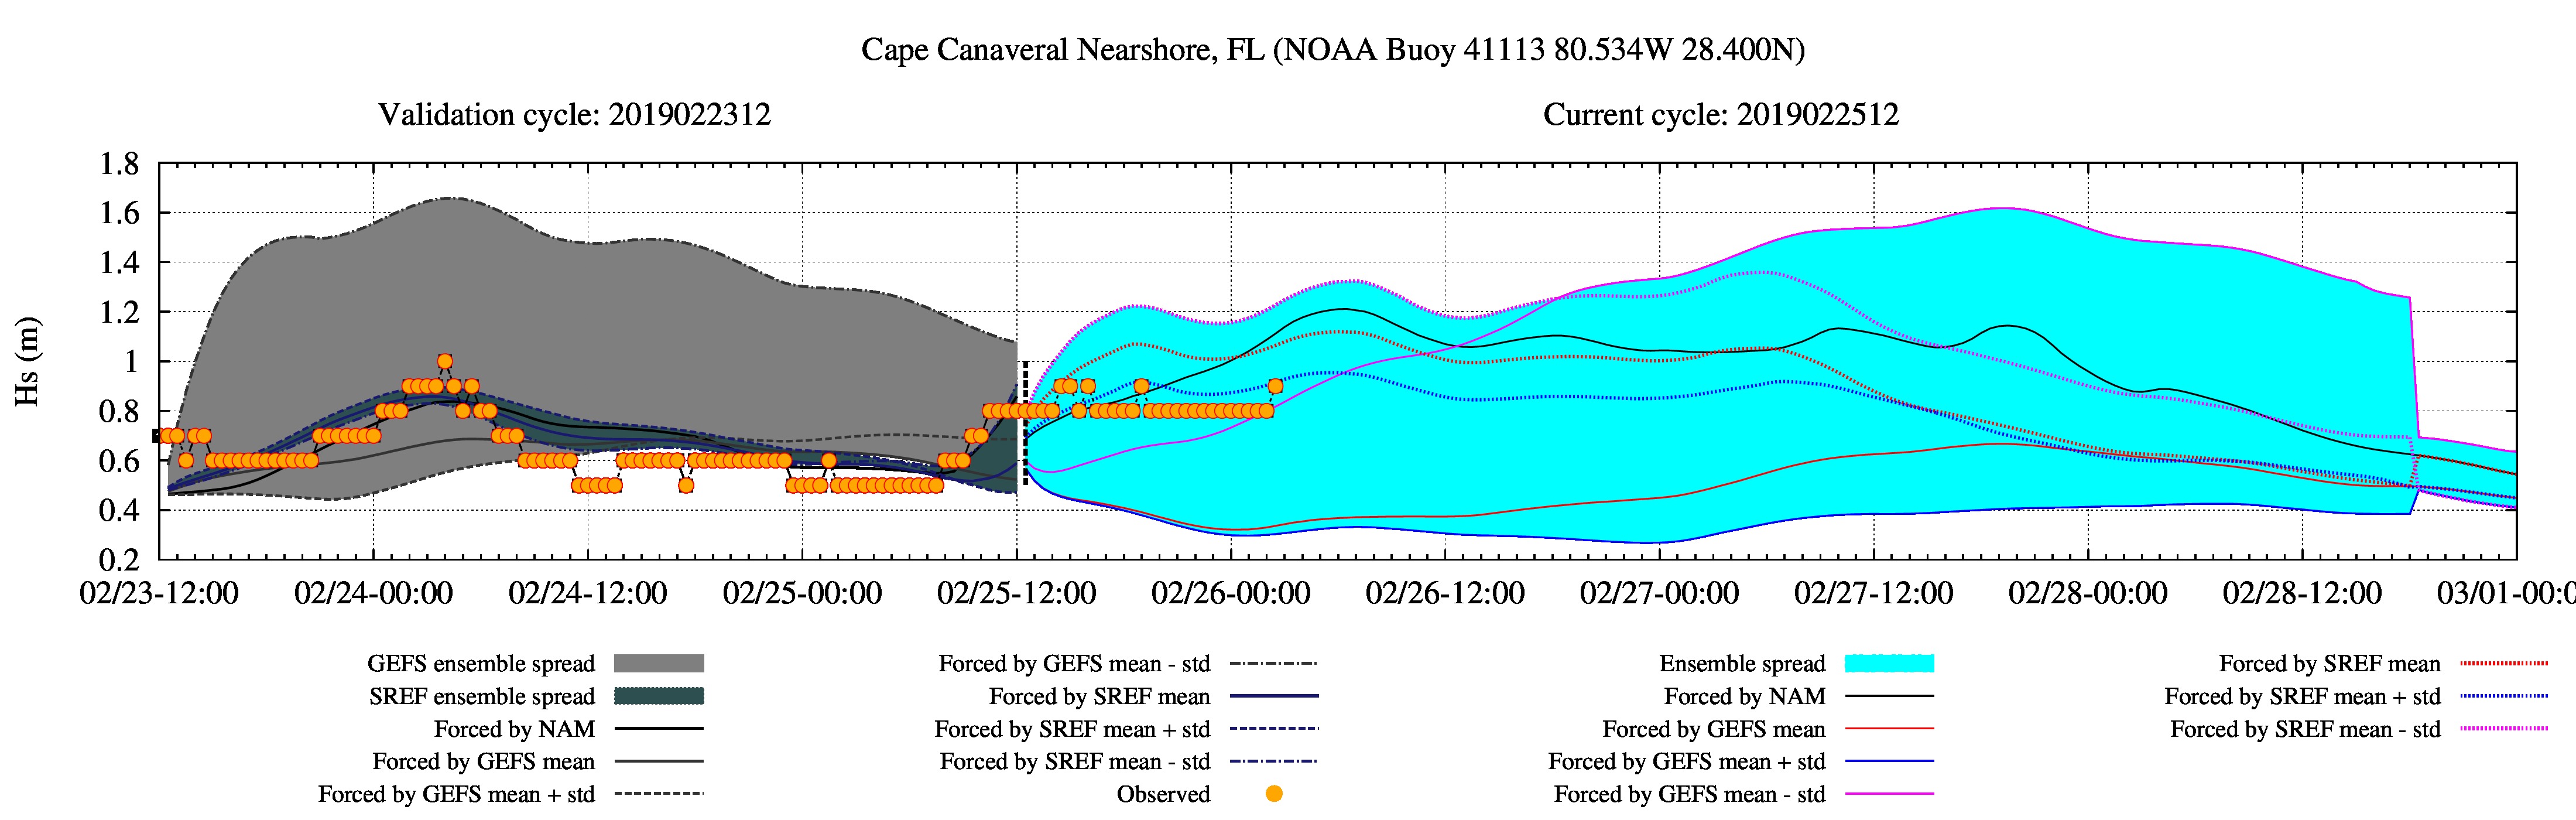 Cape Canaveral Nearshore, FL (NOAA Buoy 41113 80.534W 28.400N)
Validation cycle: 2019022312
Current cycle: 2019022512
Hs (m)
1.8
1.6
1.4
1.2
1
0.8
0.6
0.4
0.2
02/23-12:00 02/24-00:00 02/24-12:00 02/25-00:00 02/25-12:00 02/26-00:00 02/26-12:00 02/27-00:00 02/27-12:00 02/28-00:00 02/28-12:00 03/01-00:0
GEFS ensemble spread
SREF ensemble spread
Forced by NAM
Forced by GEFS mean
Forced by GEFS mean + std
Forced by GEFS mean - std
Forced by SREF mean
Forced by SREF mean + std
Forced by SREF mean - std
Observed
Ensemble spread
Forced by NAM
Forced by GEFS mean
Forced by GEFS mean + std
Forced by GEFS mean - std
Forced by SREF mean
Forced by SREF mean + std
Forced by SREF mean - std